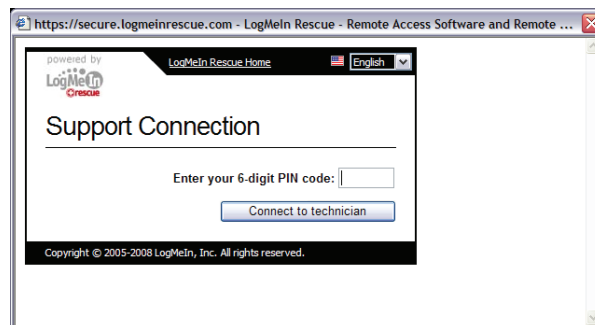 https://secure.logmeinrescue.com - LogMeIn Rescue - Remote Access Software and Remote ...
powered by
LogMeIn
rescue
LogMeIn Rescue Home
English
Support Connection
Enter your 6-digit PIN code:
Connect to technician
Copyright © 2005-2008 LogMeIn, Inc. All rights reserved.